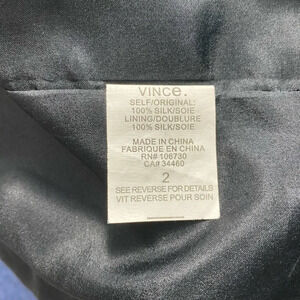 VINCE.
SELF/ORIGINAL:
100% SILK/SOIE
LINING/DOUBLURE
100% SILK/SOIE
MADE IN CHINA
FABRIQUE EN CHINA
RN# 106730
CA# 34460
2
SEE REVERSE FOR DETAILS
VIT REVERSE POUR SOIN